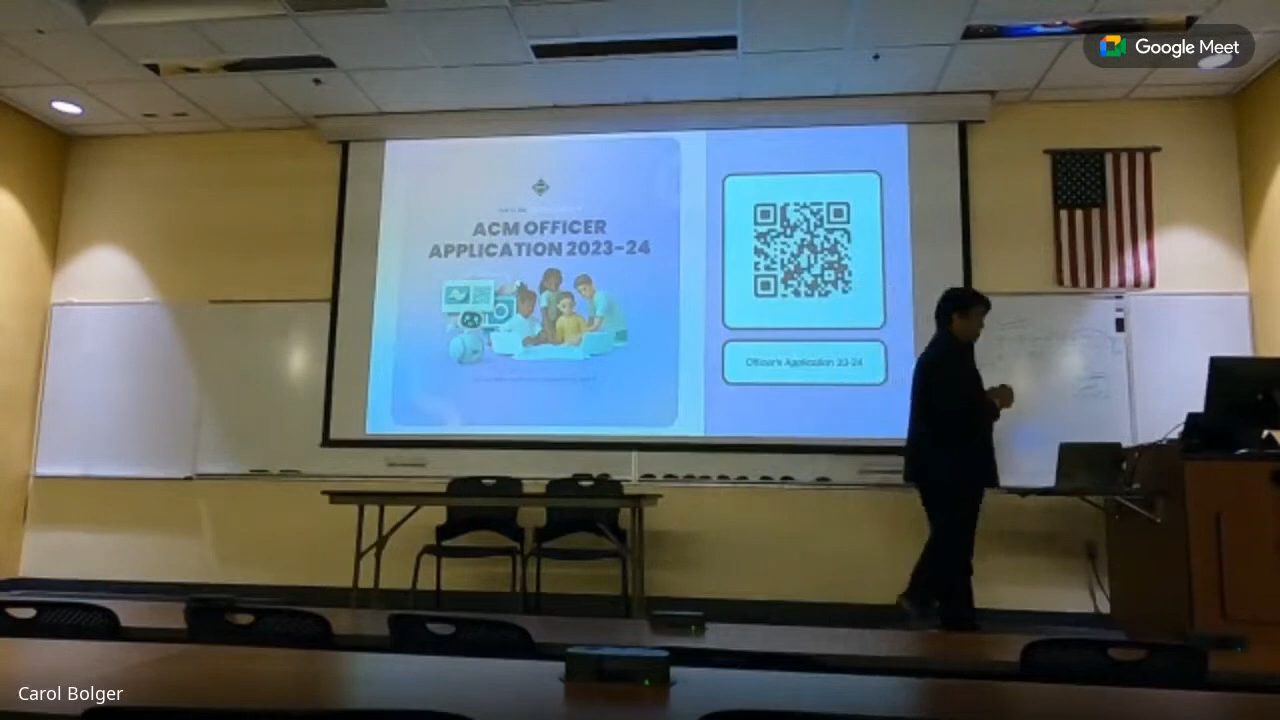 Google Meet
ACM OFFICER
APPLICATION 2023-24
Officer's Application 23-24
Carol Bolger